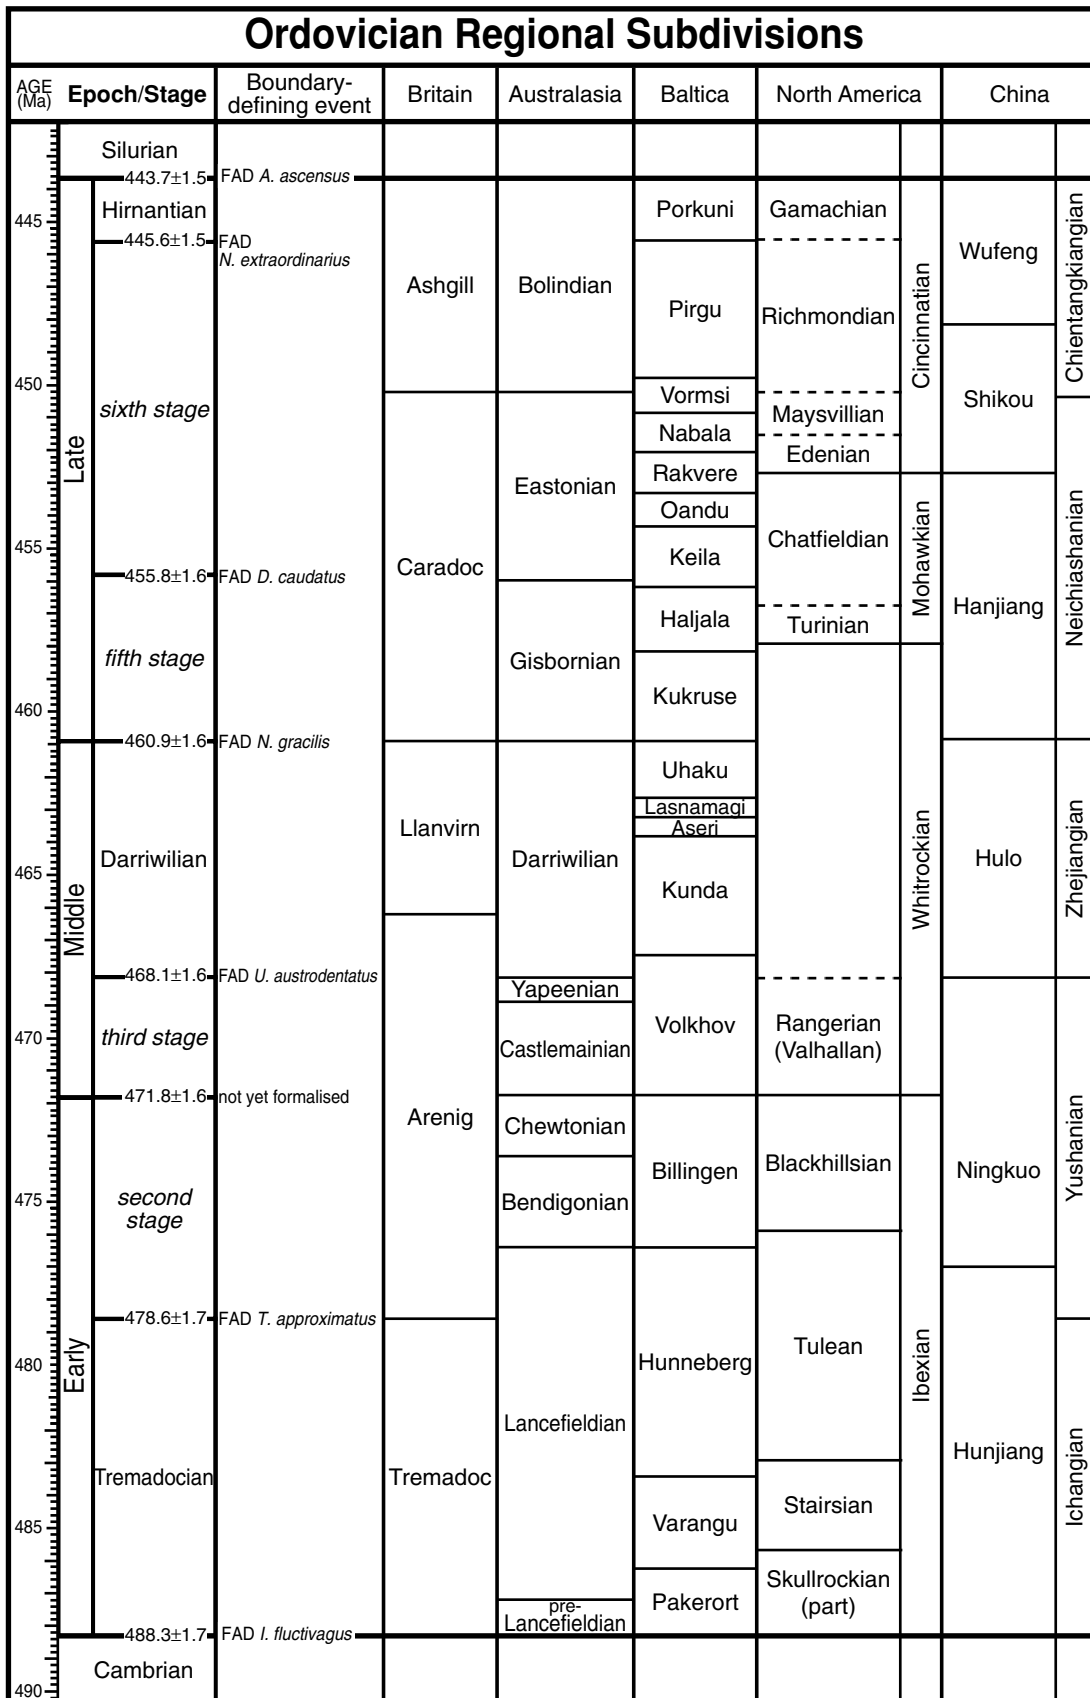 Ordovician Regional Subdivisions
AGE
(Ma)
Epoch/Stage
Boundary-
defining event
Britain
Australasia
Baltica
North America
China
445
450
455
460
465
470
475
480
485
490
Late
Middle
Early
Silurian
443.7±1.5
Hirnantian
445.6±1.5
sixth stage
455.8±1.6
fifth stage
460.9±1.6
Darriwilian
468.1±1.6
third stage
471.8±1.6
second
stage
478.6±1.7
Tremadocian
488.3±1.7
Cambrian
FAD A. ascensus
FAD
N. extraordinarius
FAD D. caudatus
FAD N. gracilis
FAD U. austrodentatus
not yet formalised
FAD T. approximatus
FAD I. fluctivagus
Ashgill
Caradoc
Llanvirn
Arenig
Tremadoc
Bolindian
Eastonian
Gisbornian
Darriwilian
Yapeenian
Castlemainian
Chewtonian
Bendigonian
Lancefieldian
pre-
Lancefieldian
Porkuni
Pirgu
Vormsi
Nabala
Rakvere
Oandu
Keila
Haljala
Kukruse
Uhaku
Lasnamagi
Aseri
Kunda
Volkhov
Billingen
Hunneberg
Varangu
Pakerort
Gamachian
Richmondian
Maysvillian
Edenian
Chatfieldian
Turinian
Rangerian
(Valhallan)
Blackhillsian
Tulean
Stairsian
Skullrockian
(part)
Cincinnatian
Mohawkian
Whitrockian
Ibexian
Wufeng
Shikou
Hanjiang
Hulo
Ningkuo
Hunjiang
Chientangkiangian
Neichiashanian
Zhejiangian
Yushanian
Ichangian